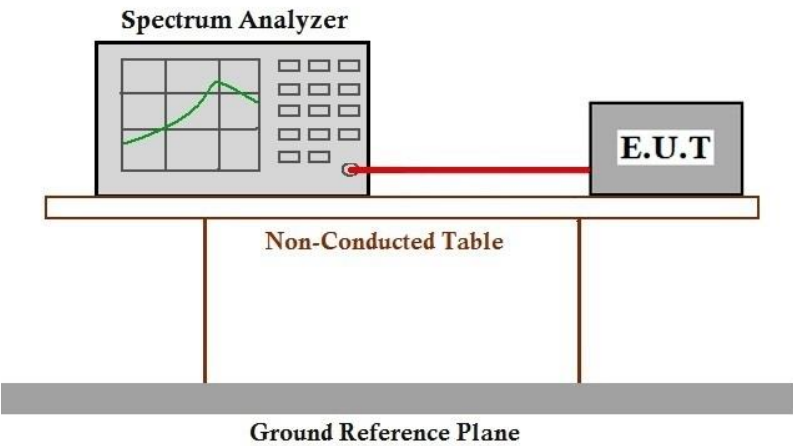 Spectrum Analyzer
E.U.T
Non-Conducted Table
Ground Reference Plane